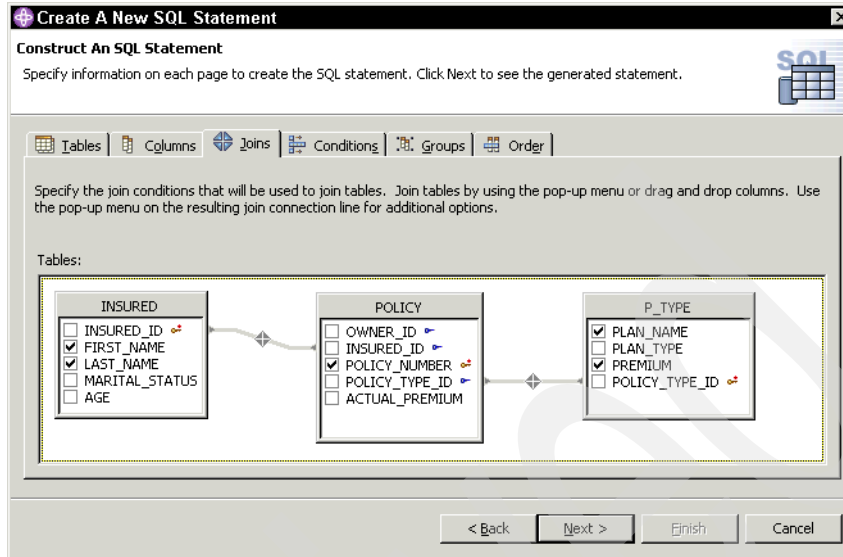 Create A New SQL Statement
Construct An SQL Statement
Specify information on each page to create the SQL statement. Click Next to see the generated statement.
SQL
Tables Columns Joins Conditions Groups Order
Specify the join conditions that will be used to join tables. Join tables by using the pop-up menu or drag and drop columns. Use
the pop-up menu on the resulting join connection line for additional options.
Tables:
INSURED
INSURED_ID
FIRST_NAME
LAST_NAME
MARITAL_STATUS
AGE
POLICY
OWNER_ID
INSURED_ID
POLICY_NUMBER
POLICY_TYPE_ID
ACTUAL_PREMIUM
P_TYPE
PLAN_NAME
PLAN_TYPE
PREMIUM
POLICY_TYPE_ID
< Back Next > Finish Cancel